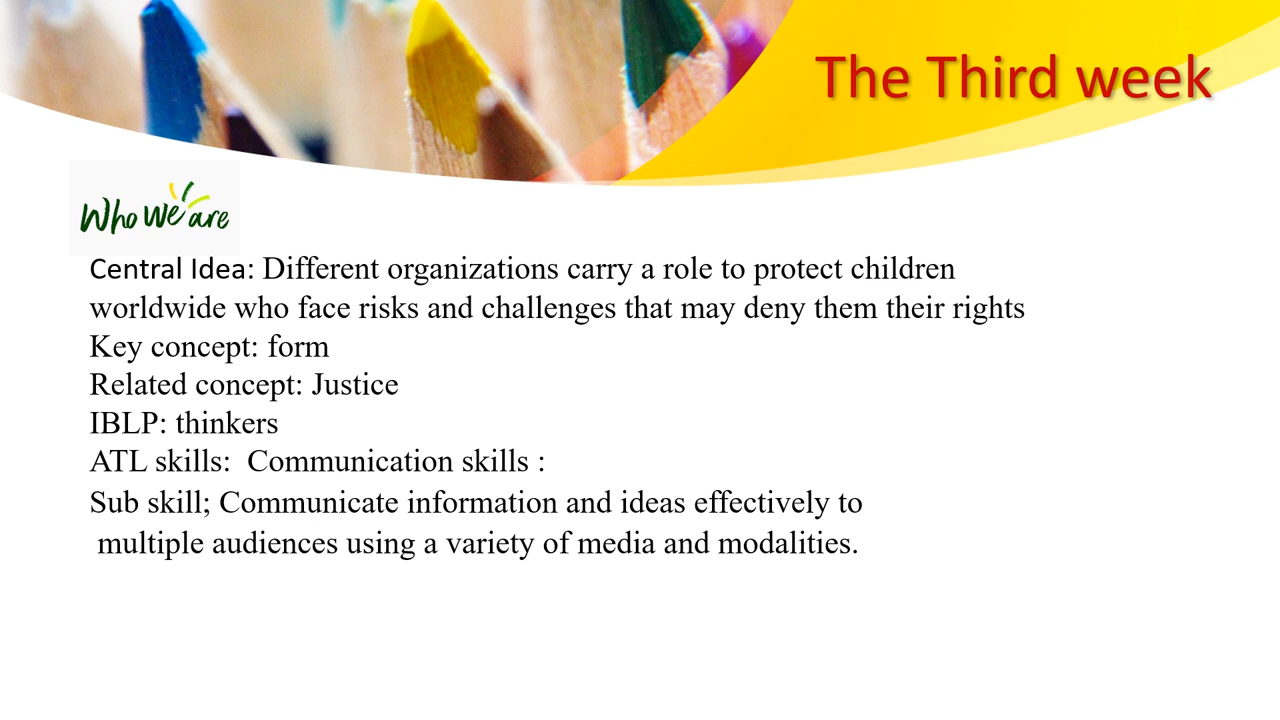 The Third week
Who we are
Central Idea: Different organizations carry a role to protect children
worldwide who face risks and challenges that may deny them their rights
Key concept: form
Related concept: Justice
IBLP: thinkers
ATL skills:  Communication skills :
Sub skill; Communicate information and ideas effectively to
multiple audiences using a variety of media and modalities.